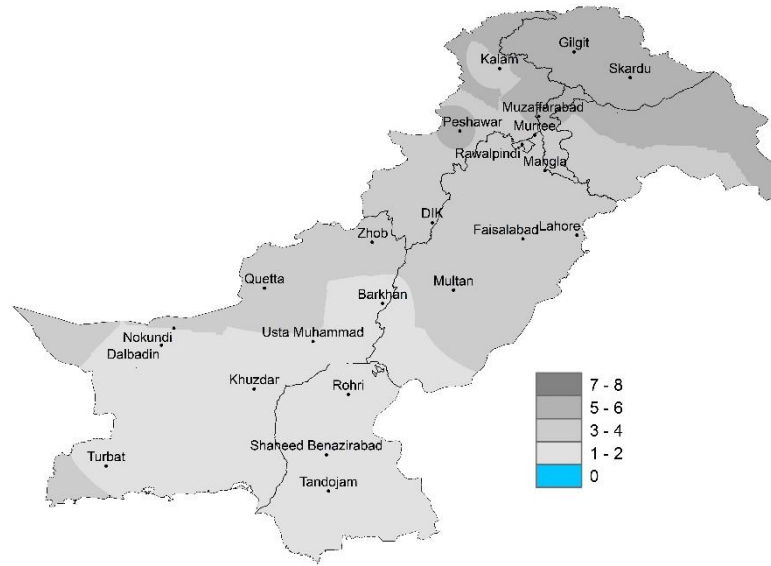 Gilgit
Kalam
Skardu
Muzaffarabad
Peshawar
Murree
Rawalpindi
Mangla
DIK
Zhob
Faisalabad
Lahore
Quetta
Barkhan
Multan
Nokundi
Usta Muhammad
Dalbadin
Khuzdar
Rohri
Turbat
Shaheed Benazirabad
Tandojam
7 - 8
5 - 6
3 - 4
1 - 2
0